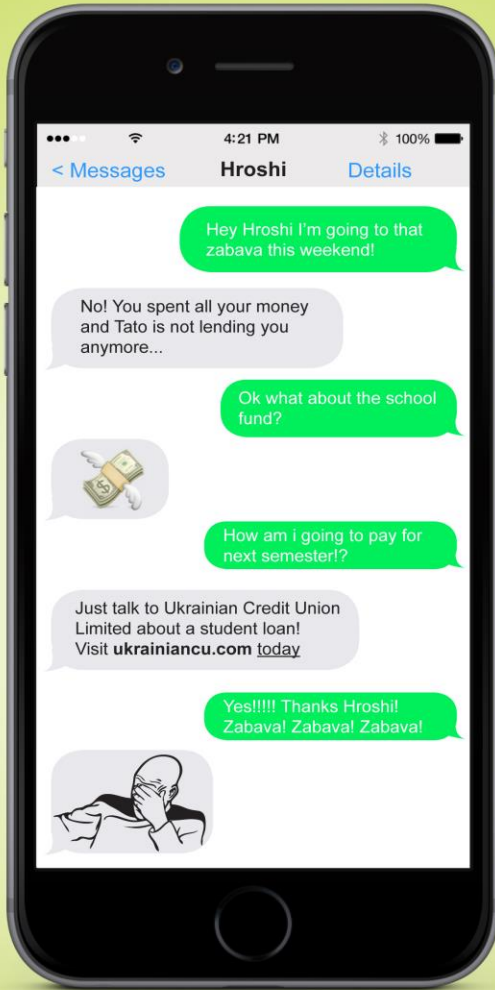 4:21 PM
100%
< Messages
Hroshi
Details
Hey Hroshi I'm going to that
zabava this weekend!
No! You spent all your money
and Tato is not lending you
anymore...
Ok what about the school
fund?
How am i going to pay for
next semester!?
Just talk to Ukrainian Credit Union
Limited about a student loan!
Visit ukrainiancu.com today
Yes!!!!! Thanks Hroshi!
Zabava! Zabava! Zabava!